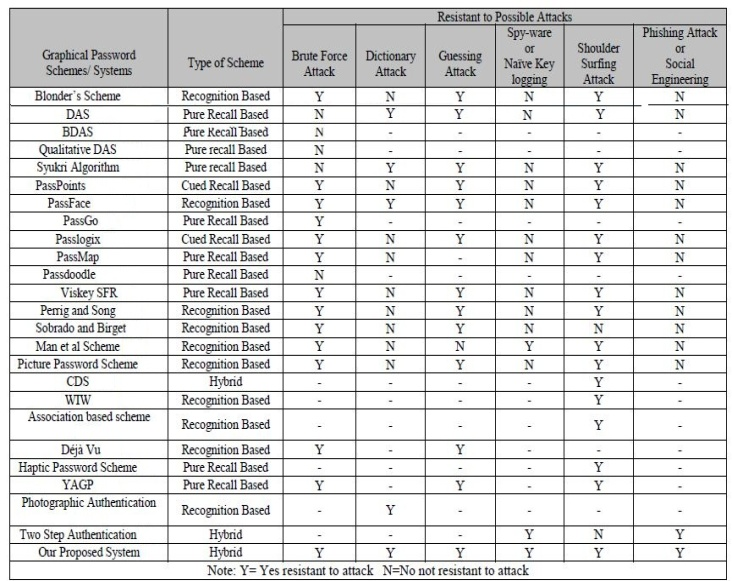 Resistant to Possible Attacks
Graphical Password Schemes/ Systems | Type of Scheme | Brute Force Attack | Dictionary Attack | Guessing Attack | Spy-ware or Naïve Key logging | Shoulder Surfing Attack | Phishing Attack or Social Engineering
Blonder`s Scheme | Recognition Based | Y | N | Y | N | Y | N
DAS | Pure Recall Based | N | Y | Y | N | Y | N
BDAS | Pure Recall Based | N | - | - | - | - | -
Qualitative DAS | Pure recall Based | N | - | - | - | - | -
Syukri Algorithm | Pure recall Based | N | Y | Y | N | Y | N
PassPoints | Cued Recall Based | Y | N | Y | N | Y | N
PassFace | Recognition Based | Y | Y | Y | N | Y | N
PassGo | Pure Recall Based | Y | - | - | - | - | -
Passlogix | Cued Recall Based | Y | N | Y | N | Y | N
PassMap | Pure Recall Based | Y | N | - | N | Y | N
Passdoodle | Pure Recall Based | N | - | - | - | - | -
Viskey SFR | Pure Recall Based | Y | N | Y | N | Y | N
Perrig and Song | Recognition Based | Y | N | Y | N | Y | N
Sobrado and Birget | Recognition Based | Y | N | Y | N | N | N
Man et al Scheme | Recognition Based | Y | N | N | Y | Y | N
Picture Password Scheme | Recognition Based | Y | N | Y | N | Y | N
CDS | Hybrid | - | - | - | - | Y | -
WIW | Recognition Based | - | - | - | - | Y | -
Association based scheme | Recognition Based | - | - | - | - | Y | -
Déjà Vu | Recognition Based | Y | - | Y | - | - | -
Haptic Password Scheme | Pure Recall Based | - | - | - | - | Y | -
YAGP | Pure Recall Based | Y | - | Y | - | Y | -
Photographic Authentication | Recognition Based | - | Y | - | - | - | -
Two Step Authentication | Hybrid | - | - | - | Y | N | Y
Our Proposed System | Hybrid | Y | Y | Y | Y | Y | Y
Note: Y= Yes resistant to attack N=No not resistant to attack